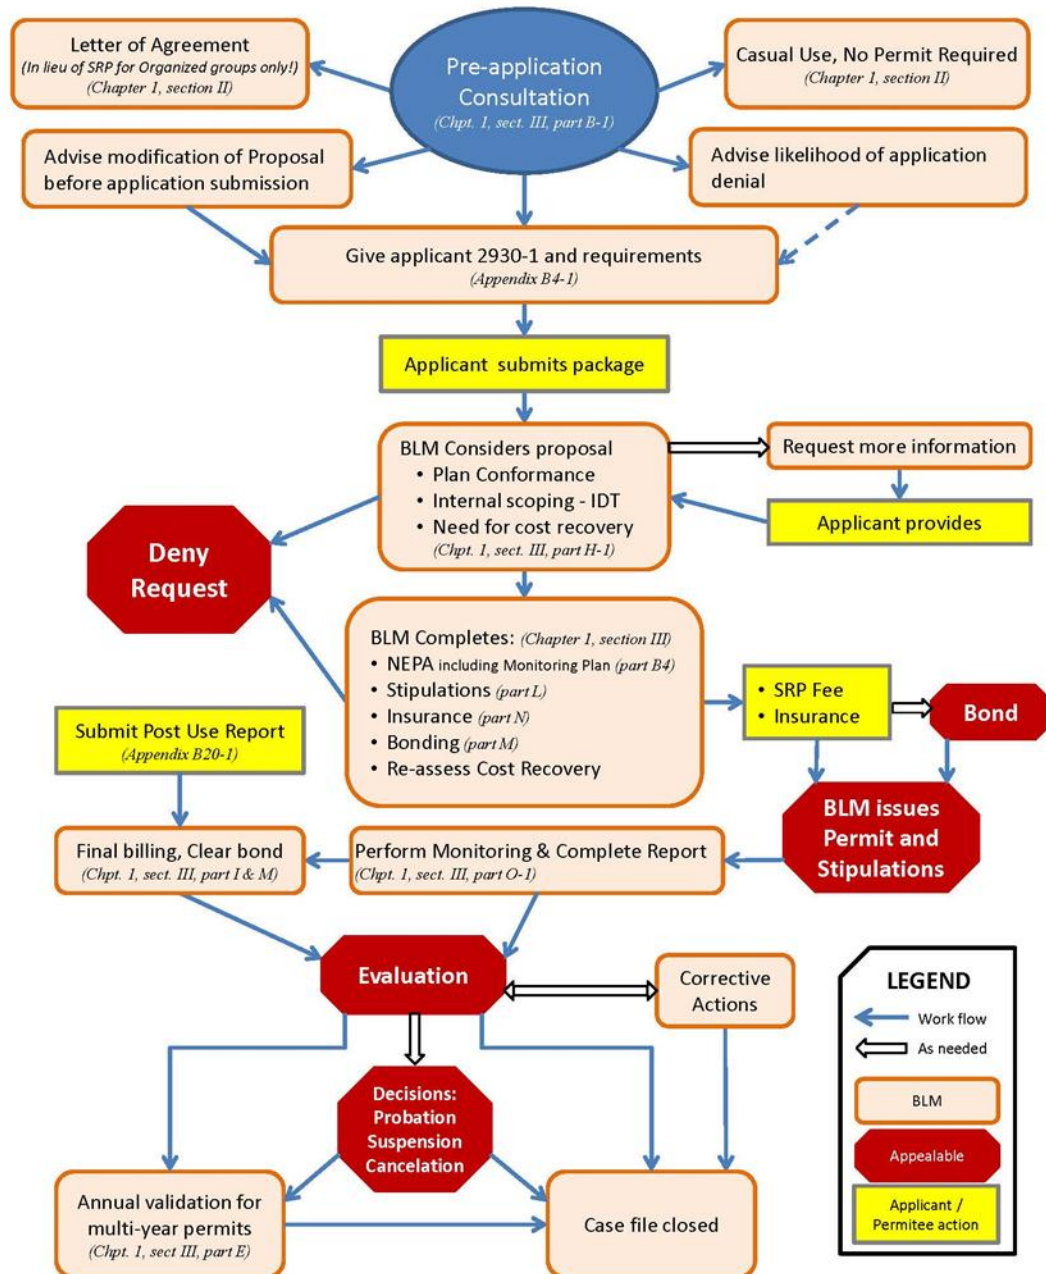 Letter of Agreement
(In lieu of SRP for Organized groups only!)
(Chapter 1, section II)
Pre-application
Consultation
(Chpt. 1, sect. III, part B-1)
Casual Use, No Permit Required
(Chapter 1, section II)
Advise modification of Proposal
before application submission
Advise likelihood of application
denial
Give applicant 2930-1 and requirements
(Appendix B4-1)
Applicant submits package
BLM Considers proposal
• Plan Conformance
• Internal scoping - IDT
• Need for cost recovery
(Chpt. 1, sect. III, part H-1)
Request more information
Applicant provides
Deny
Request
BLM Completes: (Chapter 1, section III)
• NEPA including Monitoring Plan (part B4)
• Stipulations (part L)
• Insurance (part N)
• Bonding (part M)
• Re-assess Cost Recovery
• SRP Fee
• Insurance
Bond
Submit Post Use Report
(Appendix B20-1)
BLM issues
Permit and
Stipulations
Final billing, Clear bond
(Chpt. 1, sect. III, part I & M)
Perform Monitoring & Complete Report
(Chpt. 1, sect. III, part O-1)
Evaluation
Corrective
Actions
Decisions:
Probation
Suspension
Cancelation
Annual validation for
multi-year permits
(Chpt. 1, sect III, part E)
Case file closed
LEGEND
Work flow
As needed
BLM
Appealable
Applicant /
Permitee action